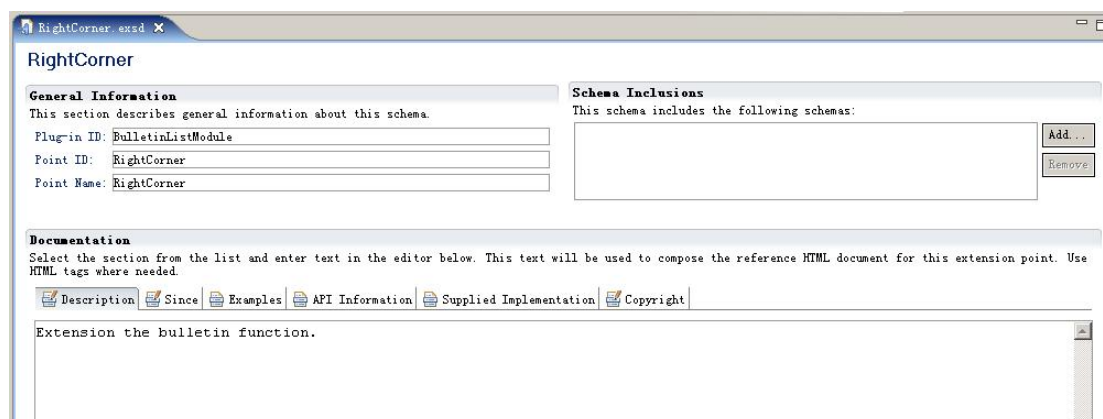 RightCorner.exsd
RightCorner
General Information
This section describes general information about this schema.
Plug-in ID: BulletinListModule
Point ID: RightCorner
Point Name: RightCorner
Schema Inclusions
This schema includes the following schemas:
Add...
Remove
Documentation
Select the section from the list and enter text in the editor below. This text will be used to compose the reference HTML document for this extension point. Use
HTML tags where needed.
Description Since Examples API Information Supplied Implementation Copyright
Extension the bulletin function.